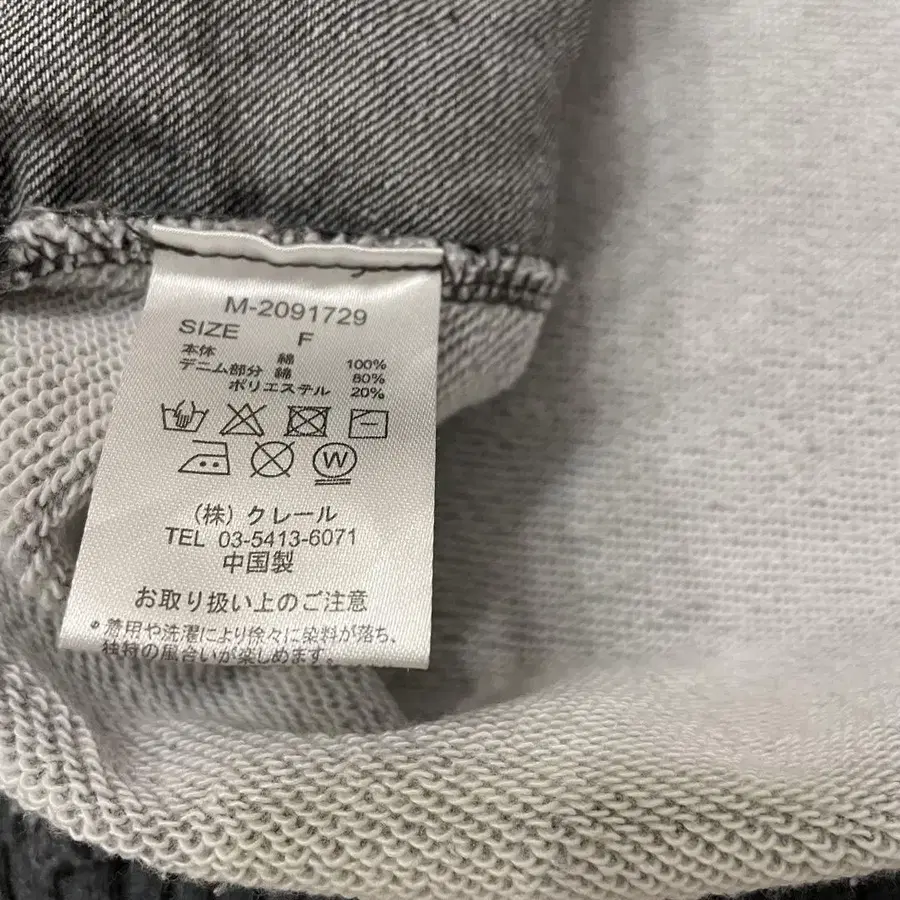 M-2091729
SIZE F
本体 綿 100%
デニム部分 綿 80%
ポリエステル 20%
W
(株) クレール
TEL 03-5413-6071
中国製
お取り扱い上のご注意
*着用や洗濯により徐々に染料が落ち、
独特の風合いが楽しめます。